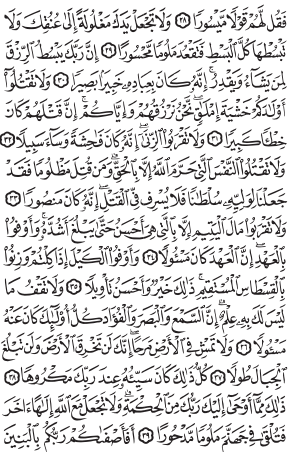 فَقُل لَّهُمْ قَوْلًا مَّيْسُورًا ٢٨ وَلَا تَجْعَلْ يَدَكَ مَغْلُولَةً إِلَىٰ عُنُقِكَ وَلَا
تَبْسُطْهَا كُلَّ ٱلْبَسْطِ فَتَقْعُدَ مَلُومًا مَّحْسُورًا ٢٩ إِنَّ رَبَّكَ يَبْسُطُ ٱلرِّزْقَ
لِمَن يَشَآءُ وَيَقْدِرُ ۚ إِنَّهُۥ كَانَ بِعِبَادِهِۦ خَبِيرًۢا بَصِيرًا ٣٠ وَلَا تَقْتُلُوٓا۟
أَوْلَٰدَكُمْ خَشْيَةَ إِمْلَٰقٍ ۖ نَّحْنُ نَرْزُقُهُمْ وَإِيَّاكُمْ ۚ إِنَّ قَتْلَهُمْ كَانَ
خِطْـًٔا كَبِيرًا ٣١ وَلَا تَقْرَبُوا۟ ٱلزِّنَىٰٓ ۖ إِنَّهُۥ كَانَ فَٰحِشَةً وَسَآءَ سَبِيلًا ٣٢
وَلَا تَقْتُلُوا۟ ٱلنَّفْسَ ٱلَّتِى حَرَّمَ ٱللَّهُ إِلَّا بِٱلْحَقِّ ۗ وَمَن قُتِلَ مَظْلُومًا فَقَدْ
جَعَلْنَا لِوَلِيِّهِۦ سُلْطَٰنًا فَلَا يُسْرِف فِّى ٱلْقَتْلِ ۖ إِنَّهُۥ كَانَ مَنصُورًا ٣٣
وَلَا تَقْرَبُوا۟ مَالَ ٱلْيَتِيمِ إِلَّا بِٱلَّتِى هِىَ أَحْسَنُ حَتَّىٰ يَبْلُغَ أَشُدَّهُۥ ۚ وَأَوْفُوا۟
بِٱلْعَهْدِ ۖ إِنَّ ٱلْعَهْدَ كَانَ مَسْـُٔولًا ٣٤ وَأَوْفُوا۟ ٱلْكَيْلَ إِذَا كِلْتُمْ وَزِنُوا۟
بِٱلْقِسْطَاسِ ٱلْمُسْتَقِيمِ ۚ ذَٰلِكَ خَيْرٌ وَأَحْسَنُ تَأْوِيلًا ٣٥ وَلَا تَقْفُ مَا
لَيْسَ لَكَ بِهِۦ عِلْمٌ ۚ إِنَّ ٱلسَّمْعَ وَٱلْبَصَرَ وَٱلْفُؤَادَ كُلُّ أُو۟لَٰٓئِكَ كَانَ عَنْهُ
مَسْـُٔولًا ٣٦ وَلَا تَمْشِ فِى ٱلْأَرْضِ مَرَحًا ۖ إِنَّكَ لَن تَخْرِقَ ٱلْأَرْضَ وَلَن تَبْلُغَ
ٱلْجِبَالَ طُولًا ٣٧ كُلُّ ذَٰلِكَ كَانَ سَيِّئُهُۥ عِندَ رَبِّكَ مَكْرُوهًا ٣٨
ذَٰلِكَ مِمَّآ أَوْحَىٰٓ إِلَيْكَ رَبُّكَ مِنَ ٱلْحِكْمَةِ ۗ وَلَا تَجْعَلْ مَعَ ٱللَّهِ إِلَٰهًا ءَاخَرَ
فَتُلْقَىٰ فِى جَهَنَّمَ مَلُومًا مَّدْحُورًا ٣٩ أَفَأَصْفَىٰكُمْ رَبُّكُم بِٱلْبَنِينَ